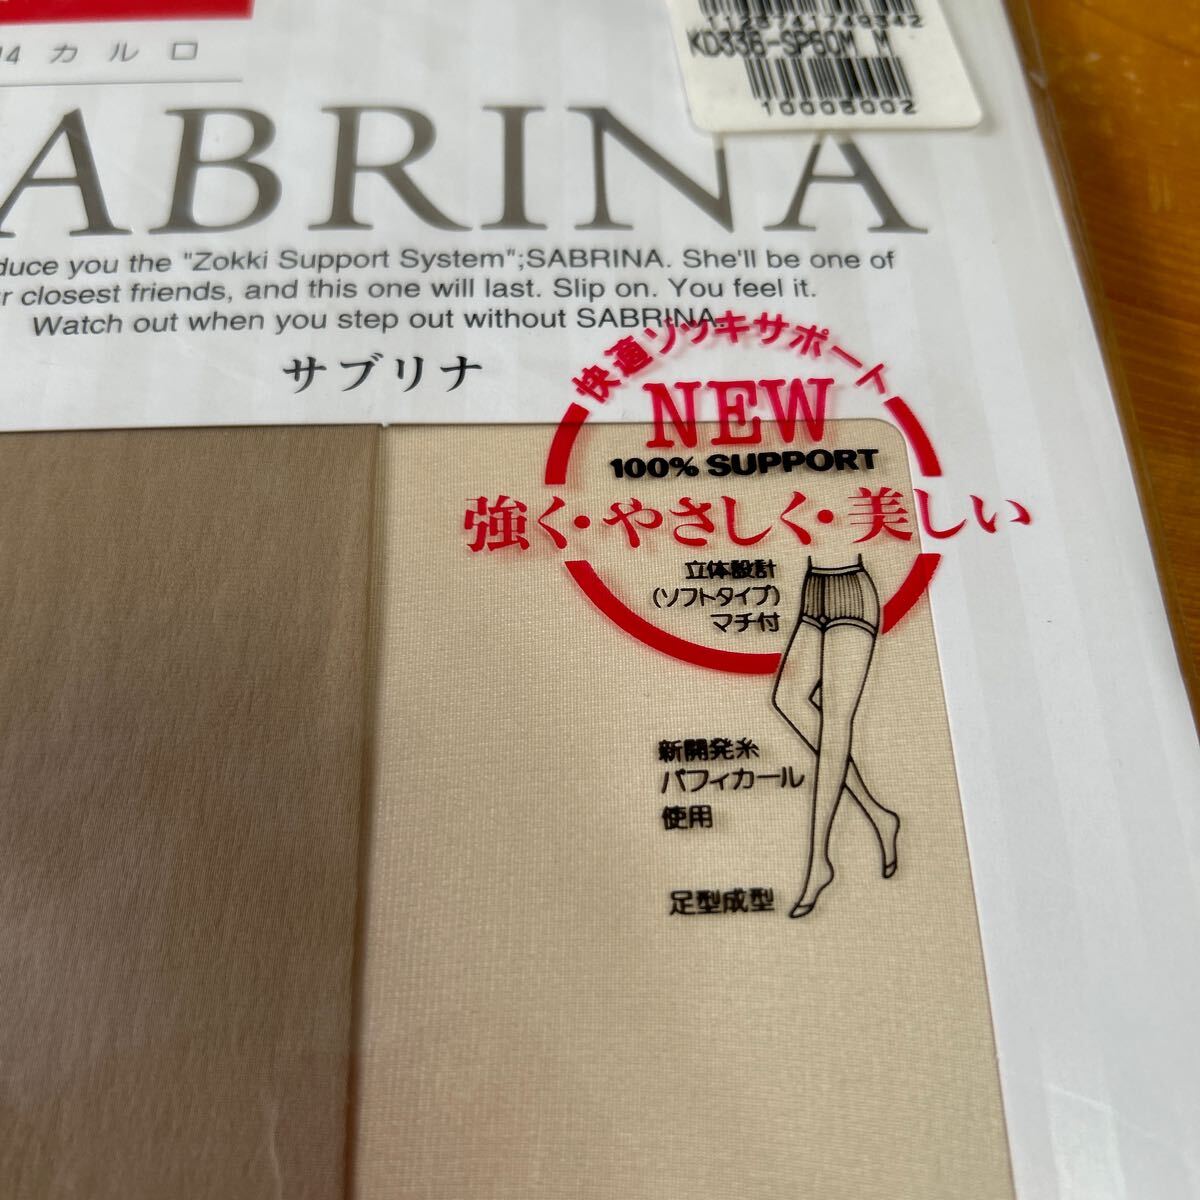 04 カルロ
1123741749342
KD336-SP60M M
10005002
ABRINA
duce you the "Zokki Support System";SABRINA. She'll be one of
r closest friends, and this one will last. Slip on. You feel it.
Watch out when you step out without SABRINA.
サブリナ
快適ゾッキサポート
NEW
100% SUPPORT
強く・やさしく・美しい
立体設計
(ソフトタイプ)
マチ付
新開発糸
パフィカール
使用
足型成型